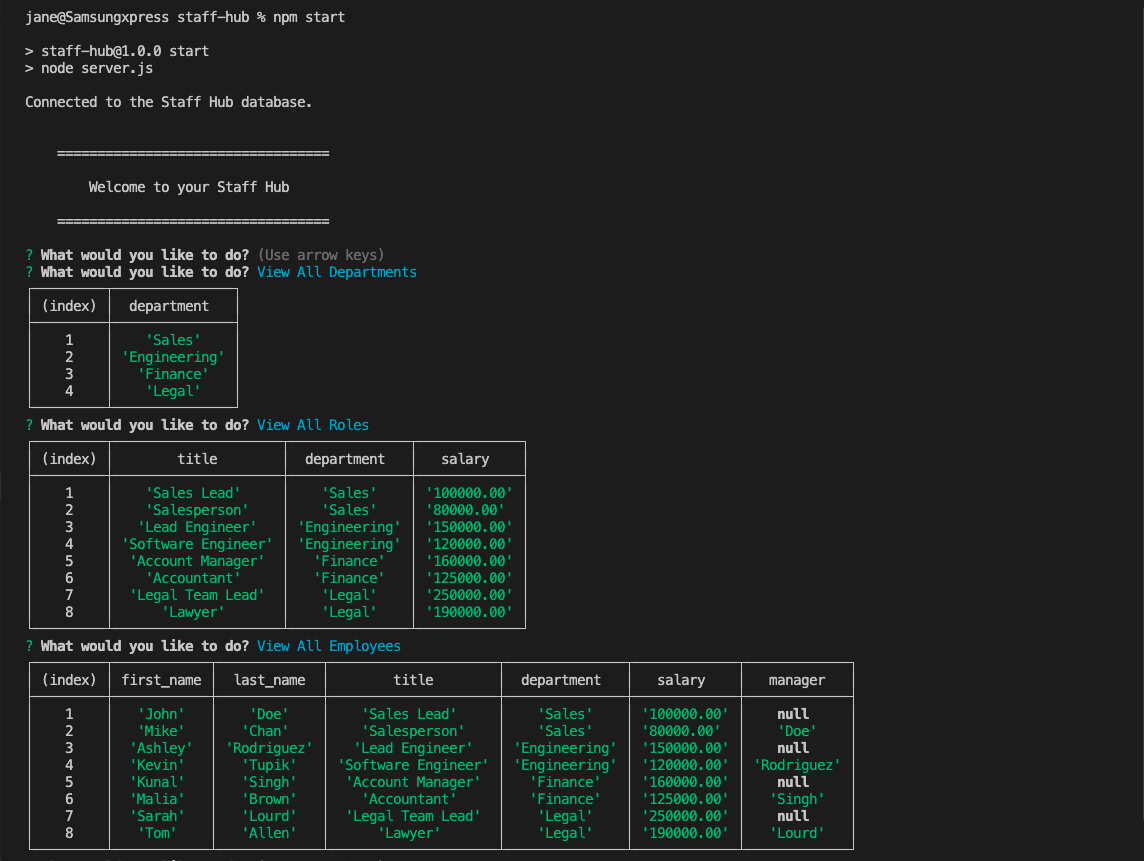 jane@Samsungxpress staff-hub % npm start
> staff-hub@1.0.0 start
> node server.js
Connected to the Staff Hub database.
==================================
Welcome to your Staff Hub
==================================
? What would you like to do? (Use arrow keys)
? What would you like to do? View All Departments
(index) department
1 'Sales'
2 'Engineering'
3 'Finance'
4 'Legal'
? What would you like to do? View All Roles
(index) title department salary
1 'Sales Lead' 'Sales' '100000.00'
2 'Salesperson' 'Sales' '80000.00'
3 'Lead Engineer' 'Engineering' '150000.00'
4 'Software Engineer' 'Engineering' '120000.00'
5 'Account Manager' 'Finance' '160000.00'
6 'Accountant' 'Finance' '125000.00'
7 'Legal Team Lead' 'Legal' '250000.00'
8 'Lawyer' 'Legal' '190000.00'
? What would you like to do? View All Employees
(index) first_name last_name title department salary manager
1 'John' 'Doe' 'Sales Lead' 'Sales' '100000.00' null
2 'Mike' 'Chan' 'Salesperson' 'Sales' '80000.00' 'Doe'
3 'Ashley' 'Rodriguez' 'Lead Engineer' 'Engineering' '150000.00' null
4 'Kevin' 'Tupik' 'Software Engineer' 'Engineering' '120000.00' 'Rodriguez'
5 'Kunal' 'Singh' 'Account Manager' 'Finance' '160000.00' null
6 'Malia' 'Brown' 'Accountant' 'Finance' '125000.00' 'Singh'
7 'Sarah' 'Lourd' 'Legal Team Lead' 'Legal' '250000.00' null
8 'Tom' 'Allen' 'Lawyer' 'Legal' '190000.00' 'Lourd'